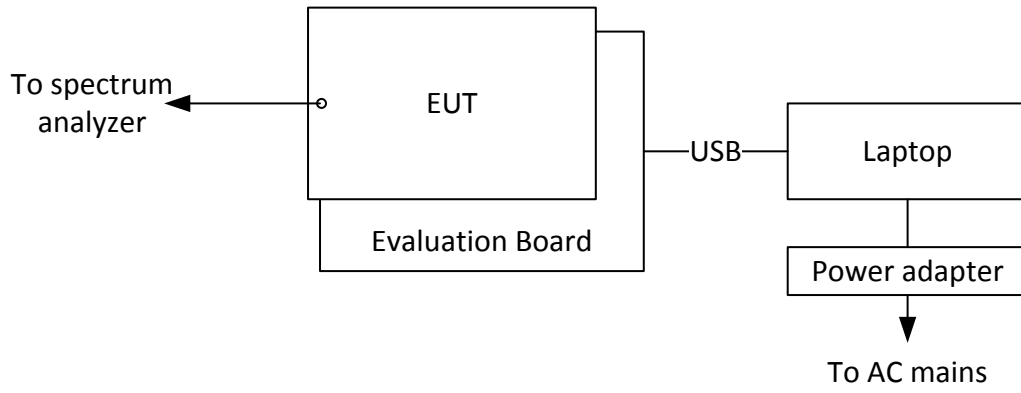 To spectrum
analyzer
EUT
USB
Laptop
Evaluation Board
Power adapter
To AC mains